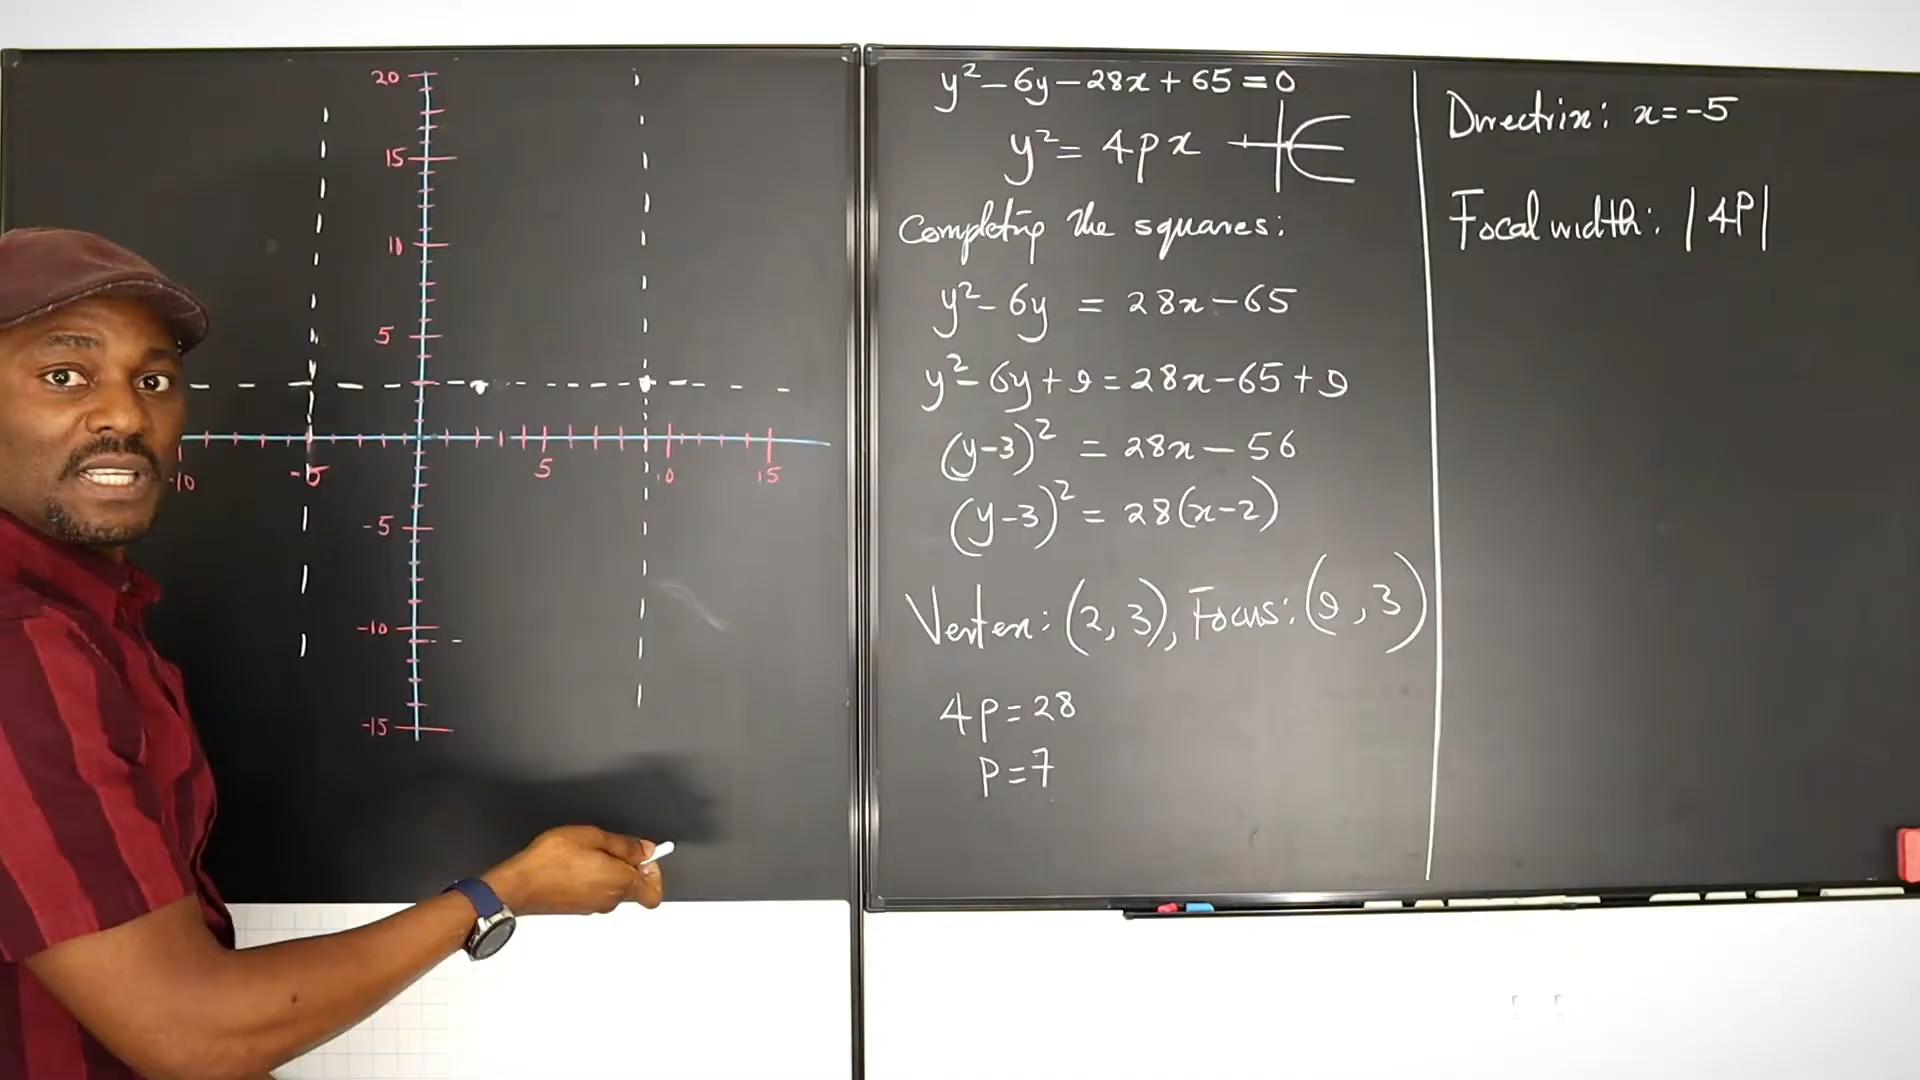 20
15
10
5
-10
-5
5
10
15
-5
-10
-15
y²-6y-28x+65=0
y²=4px
Completing the squares:
y²-6y = 28x-65
y²-6y+9=28x-65+9
(y-3)² = 28x-56
(y-3)² = 28(x-2)
Vertex: (2,3), Focus: (9,3)
4p=28
p=7
Directrix: x=-5
Focal width: |4P|